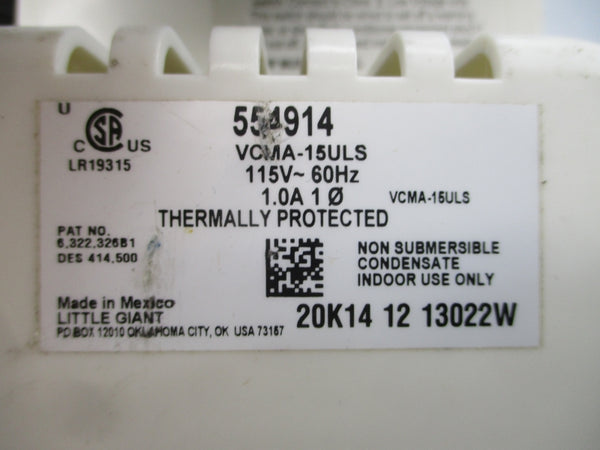 U
CSA
C US
LR19315
554914
VCMA-15ULS
115V~ 60Hz
1.0A 1 Ø
VCMA-15ULS
THERMALLY PROTECTED
PAT NO.
6,322,326B1
DES 414,500
NON SUBMERSIBLE
CONDENSATE
INDOOR USE ONLY
Made in Mexico
LITTLE GIANT
PO BOX 12010 OKLAHOMA CITY, OK USA 73157
20K14 12 13022W